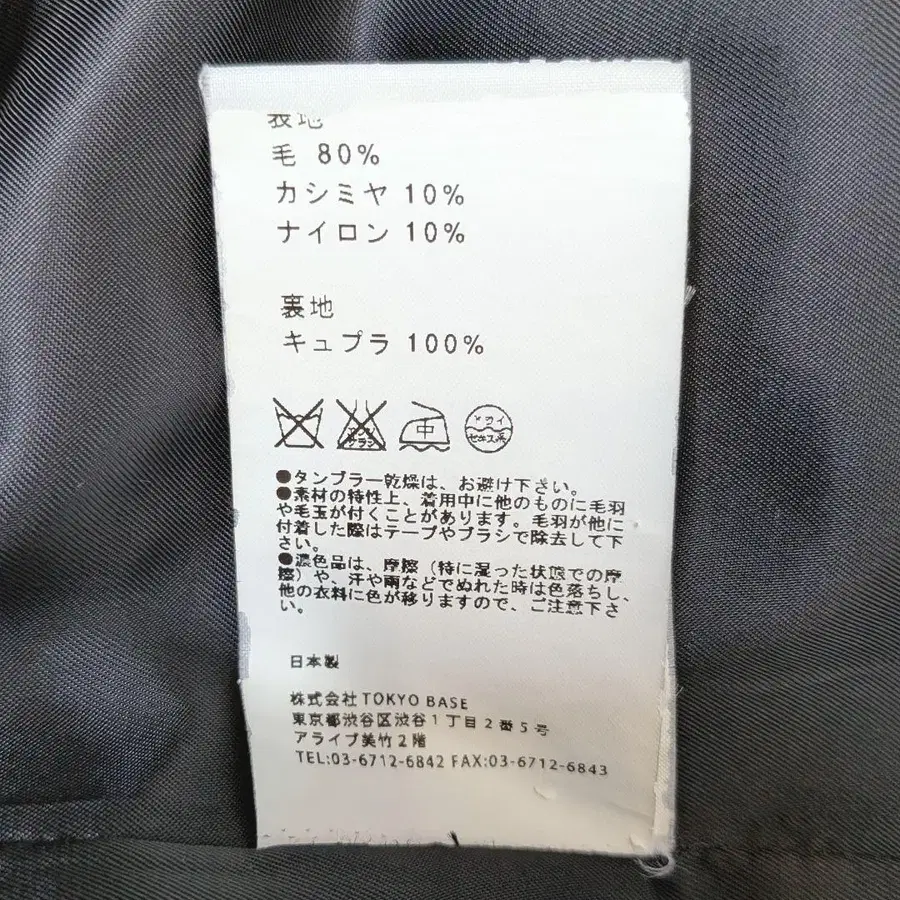 表地
毛 80%
カシミヤ 10%
ナイロン 10%
裏地
キュプラ 100%
エンソ
サラシ
中
ドライ
セキユ系
●タンブラー乾燥は、お避け下さい。
●素材の特性上、着用中に他のものに毛羽
や毛玉が付くことがあります。毛羽が他に
付着した際はテープやブラシで除去して下
さい。
●濃色品は、摩擦（特に湿った状態での摩
擦）や、汗や雨などでぬれた時は色落ちし、
他の衣料に色が移りますので、ご注意下さ
い。
日本製
株式会社 TOKYO BASE
東京都渋谷区渋谷1丁目2番5号
アライブ美竹2階
TEL:03-6712-6842 FAX:03-6712-6843